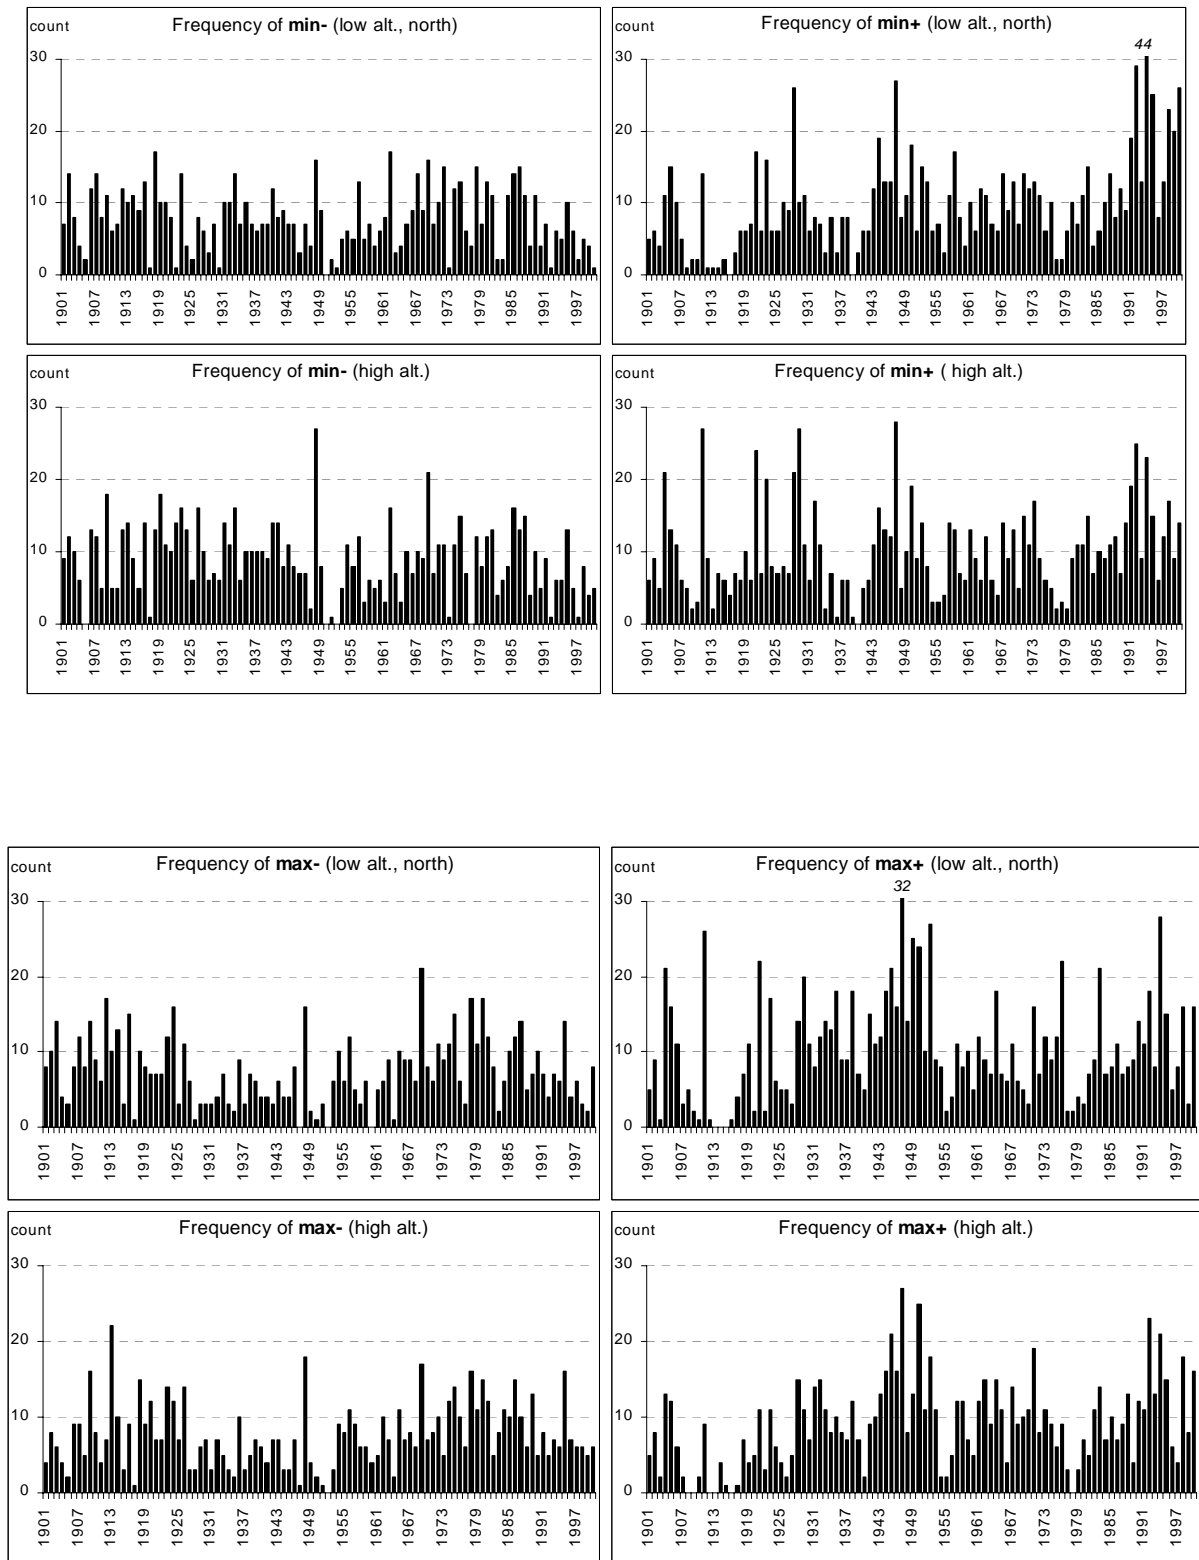 count Frequency of min- (low alt., north)
30
20
10
0
1901 1907 1913 1919 1925 1931 1937 1943 1949 1955 1961 1967 1973 1979 1985 1991 1997
count Frequency of min+ (low alt., north)
44
30
20
10
0
1901 1907 1913 1919 1925 1931 1937 1943 1949 1955 1961 1967 1973 1979 1985 1991 1997
count Frequency of min- (high alt.)
30
20
10
0
1901 1907 1913 1919 1925 1931 1937 1943 1949 1955 1961 1967 1973 1979 1985 1991 1997
count Frequency of min+ ( high alt.)
30
20
10
0
1901 1907 1913 1919 1925 1931 1937 1943 1949 1955 1961 1967 1973 1979 1985 1991 1997
count Frequency of max- (low alt., north)
30
20
10
0
1901 1907 1913 1919 1925 1931 1937 1943 1949 1955 1961 1967 1973 1979 1985 1991 1997
count Frequency of max+ (low alt., north)
32
30
20
10
0
1901 1907 1913 1919 1925 1931 1937 1943 1949 1955 1961 1967 1973 1979 1985 1991 1997
count Frequency of max- (high alt.)
30
20
10
0
1901 1907 1913 1919 1925 1931 1937 1943 1949 1955 1961 1967 1973 1979 1985 1991 1997
count Frequency of max+ (high alt.)
30
20
10
0
1901 1907 1913 1919 1925 1931 1937 1943 1949 1955 1961 1967 1973 1979 1985 1991 1997